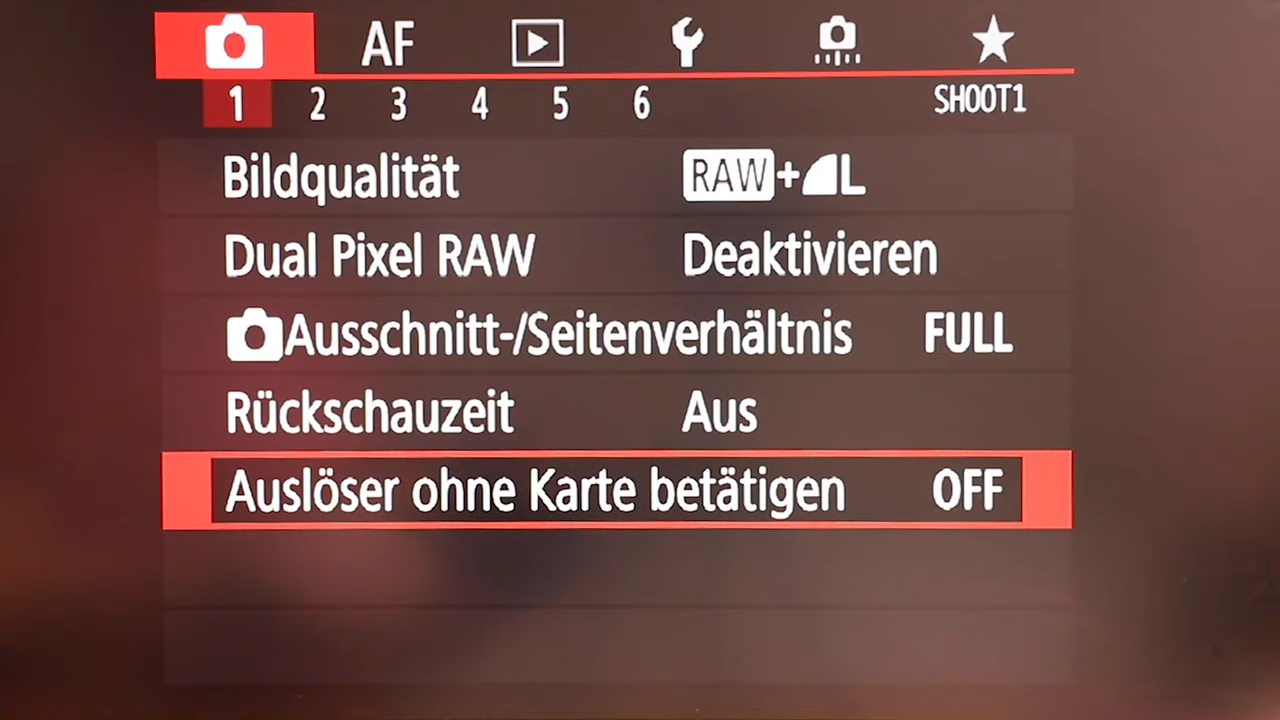 AF
1 2 3 4 5 6 SHOOT1
Bildqualität RAW+L
Dual Pixel RAW Deaktivieren
Ausschnitt-/Seitenverhältnis FULL
Rückschauzeit Aus
Auslöser ohne Karte betätigen OFF